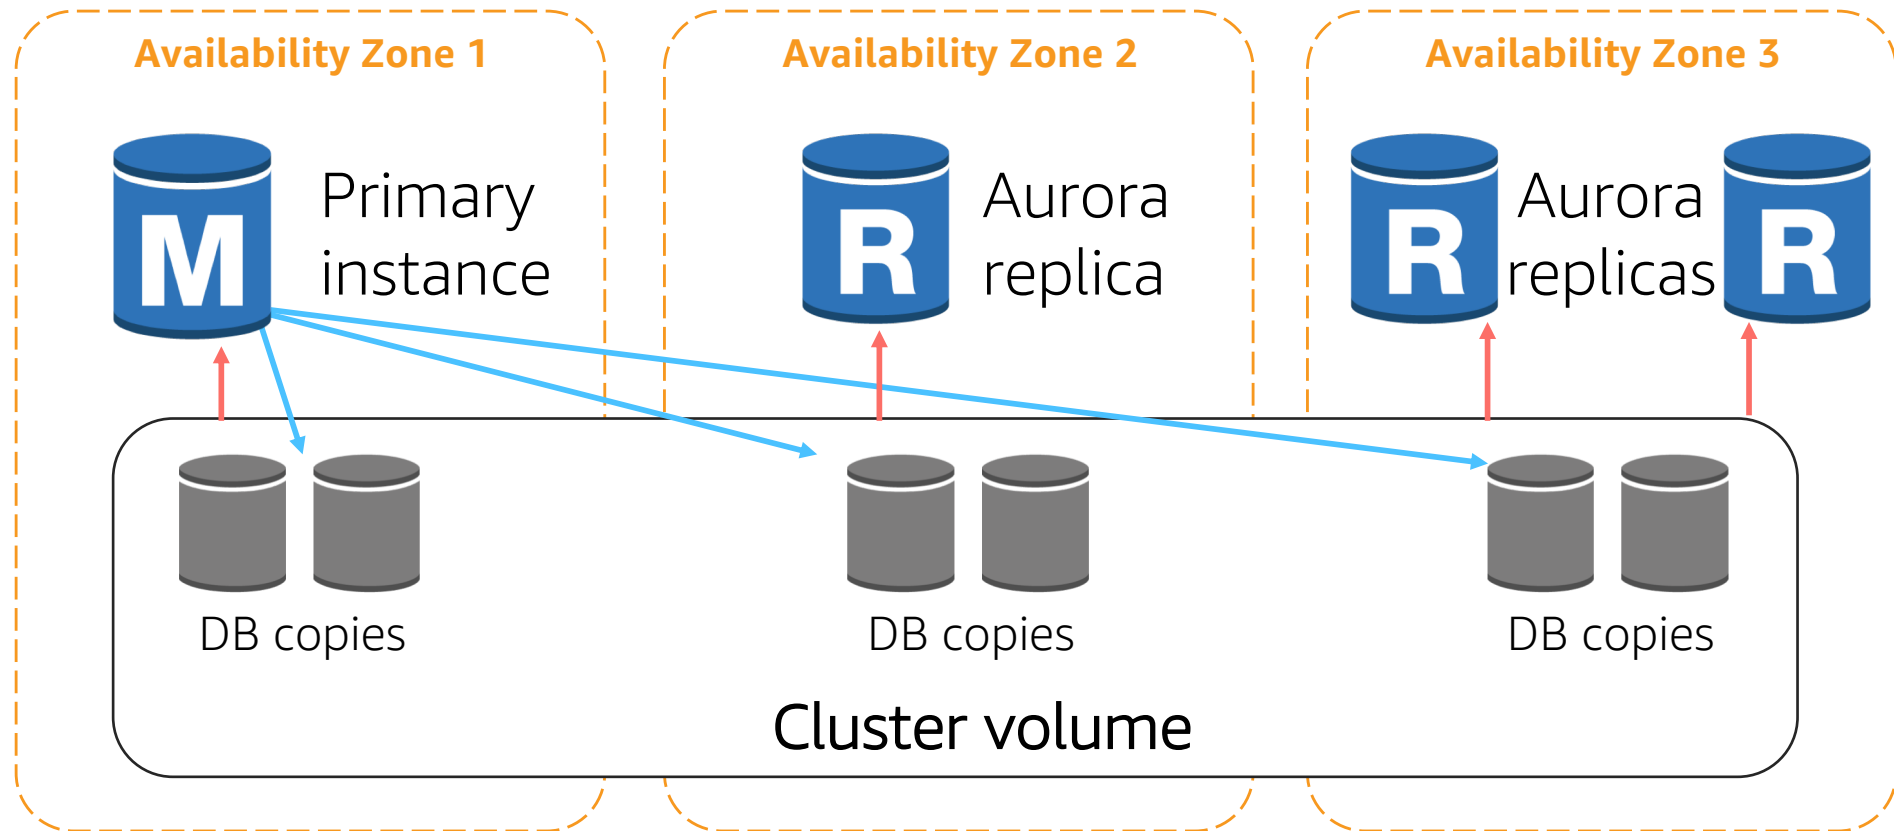 Availability Zone 1
Availability Zone 2
Availability Zone 3
M
Primary
instance
R
Aurora
replica
R
Aurora
replicas
R
DB copies
DB copies
DB copies
Cluster volume